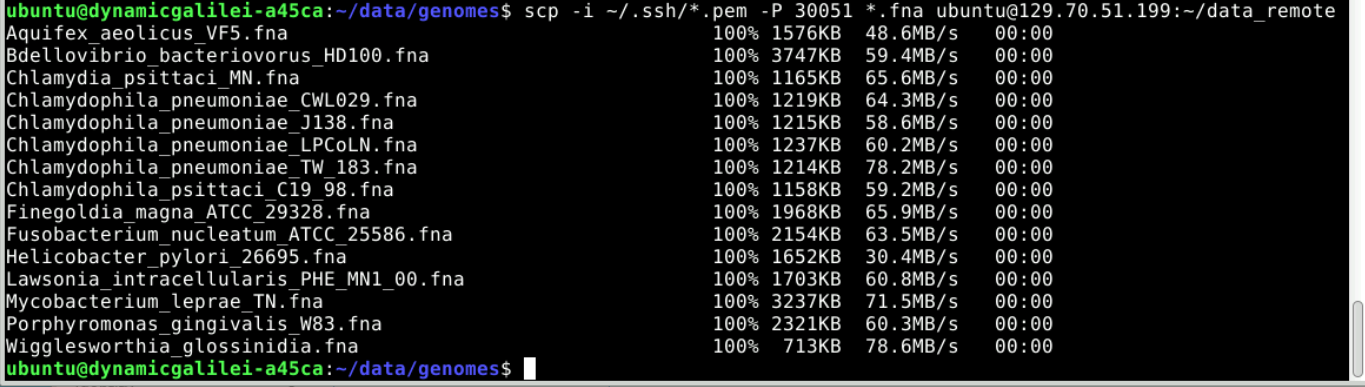 ubuntu@dynamicgalilei-a45ca:~/data/genomes$ scp -i ~/.ssh/*.pem -P 30051 *.fna ubuntu@129.70.51.199:~/data_remote
Aquifex_aeolicus_VF5.fna 100% 1576KB 48.6MB/s 00:00
Bdellovibrio_bacteriovorus_HD100.fna 100% 3747KB 59.4MB/s 00:00
Chlamydia_psittaci_MN.fna 100% 1165KB 65.6MB/s 00:00
Chlamydophila_pneumoniae_CWL029.fna 100% 1219KB 64.3MB/s 00:00
Chlamydophila_pneumoniae_J138.fna 100% 1215KB 58.6MB/s 00:00
Chlamydophila_pneumoniae_LPCoLN.fna 100% 1237KB 60.2MB/s 00:00
Chlamydophila_pneumoniae_TW_183.fna 100% 1214KB 78.2MB/s 00:00
Chlamydophila_psittaci_C19_98.fna 100% 1158KB 59.2MB/s 00:00
Finegoldia_magna_ATCC_29328.fna 100% 1968KB 65.9MB/s 00:00
Fusobacterium_nucleatum_ATCC_25586.fna 100% 2154KB 63.5MB/s 00:00
Helicobacter_pylori_26695.fna 100% 1652KB 30.4MB/s 00:00
Lawsonia_intracellularis_PHE_MN1_00.fna 100% 1703KB 60.8MB/s 00:00
Mycobacterium_leprae_TN.fna 100% 3237KB 71.5MB/s 00:00
Porphyromonas_gingivalis_W83.fna 100% 2321KB 60.3MB/s 00:00
Wigglesworthia_glossinidia.fna 100% 713KB 78.6MB/s 00:00
ubuntu@dynamicgalilei-a45ca:~/data/genomes$